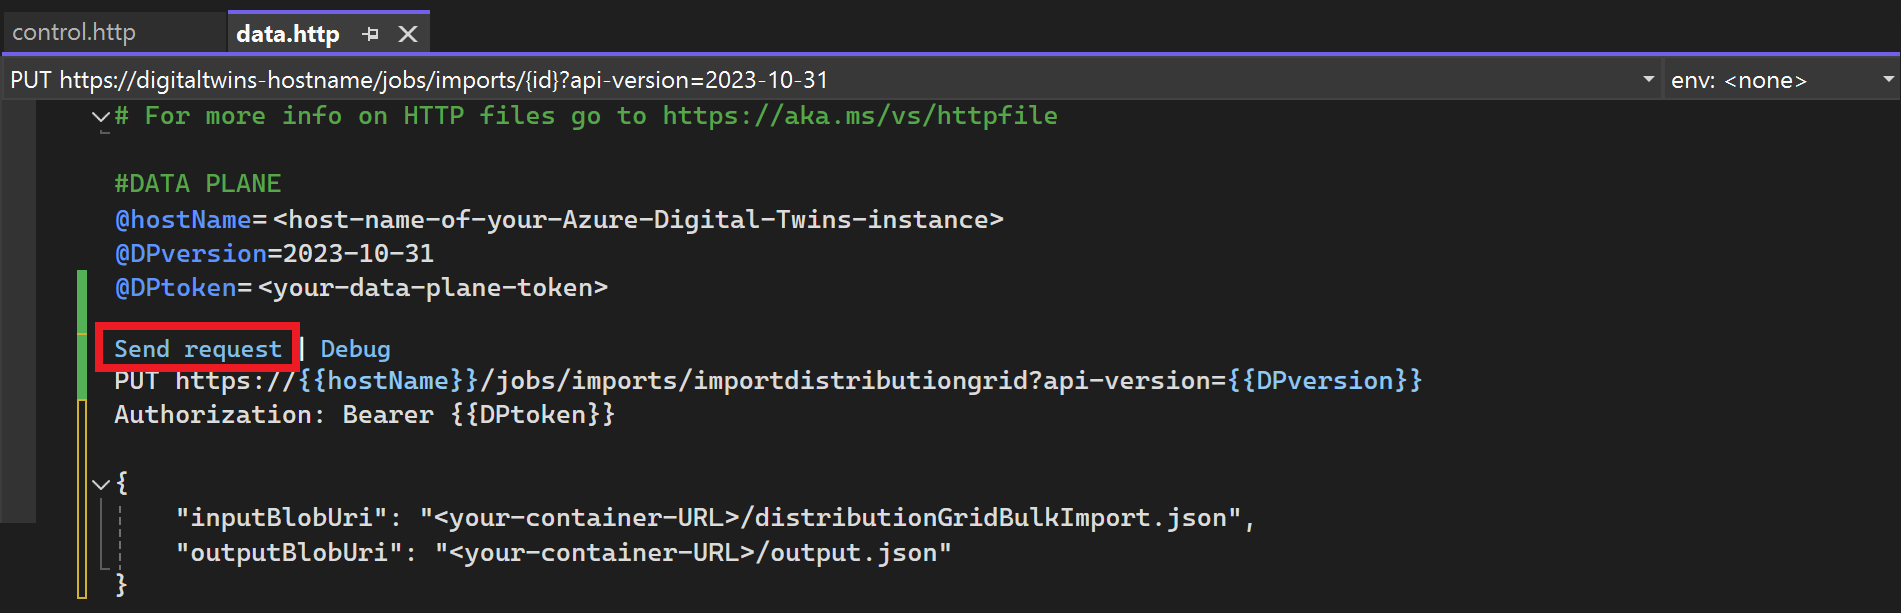 control.http
data.http
PUT https://digitaltwins-hostname/jobs/imports/{id}?api-version=2023-10-31
env: <none>
# For more info on HTTP files go to https://aka.ms/vs/httpfile
#DATA PLANE
@hostName=<host-name-of-your-Azure-Digital-Twins-instance>
@DPversion=2023-10-31
@DPtoken=<your-data-plane-token>
Send request | Debug
PUT https://{{hostName}}/jobs/imports/importdistributiongrid?api-version={{DPversion}}
Authorization: Bearer {{DPtoken}}
{
"inputBlobUri": "<your-container-URL>/distributionGridBulkImport.json",
"outputBlobUri": "<your-container-URL>/output.json"
}